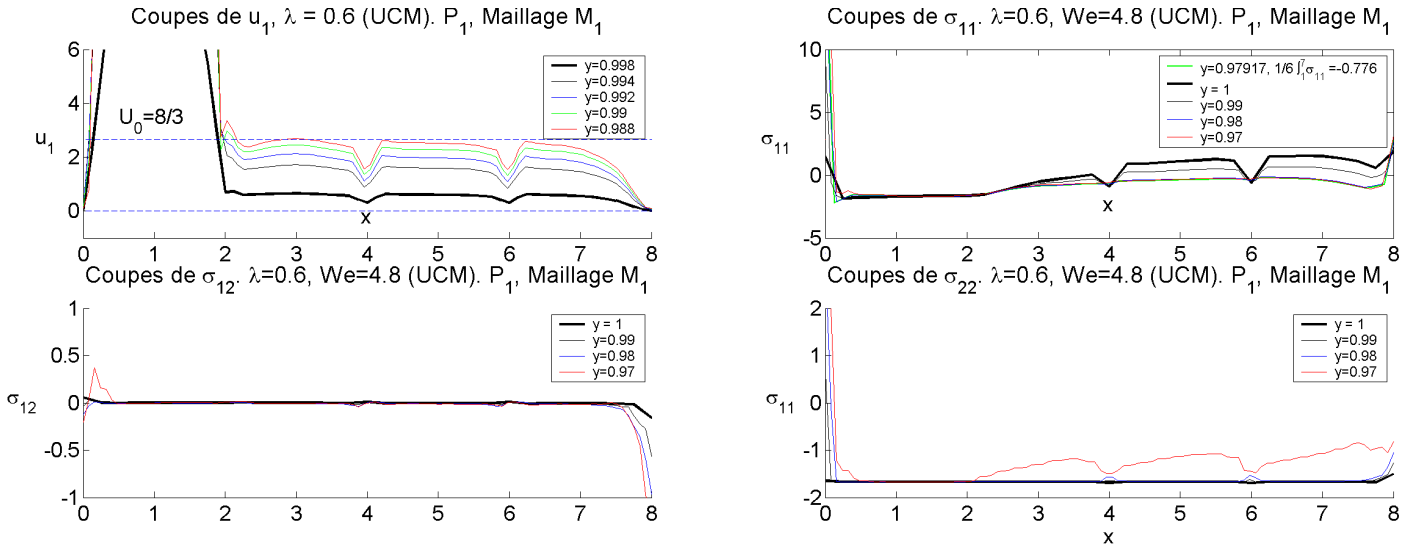 Coupes de u1, λ = 0.6 (UCM). P1, Maillage M1
6
4
2
0
u1
U0=8/3
y=0.998
y=0.994
y=0.992
y=0.99
y=0.988
x
0 1 2 3 4 5 6 7 8
Coupes de σ11. λ=0.6, We=4.8 (UCM). P1, Maillage M1
10
5
0
-5
σ11
y=0.97917, 1/6 ∫17 σ11 =-0.776
y = 1
y=0.99
y=0.98
y=0.97
x
0 1 2 3 4 5 6 7 8
Coupes de σ12. λ=0.6, We=4.8 (UCM). P1, Maillage M1
1
0.5
0
-0.5
-1
σ12
y = 1
y=0.99
y=0.98
y=0.97
0 1 2 3 4 5 6 7 8
Coupes de σ22. λ=0.6, We=4.8 (UCM). P1, Maillage M1
2
1
0
-1
-2
σ11
y = 1
y=0.99
y=0.98
y=0.97
0 1 2 3 4 5 6 7 8
x